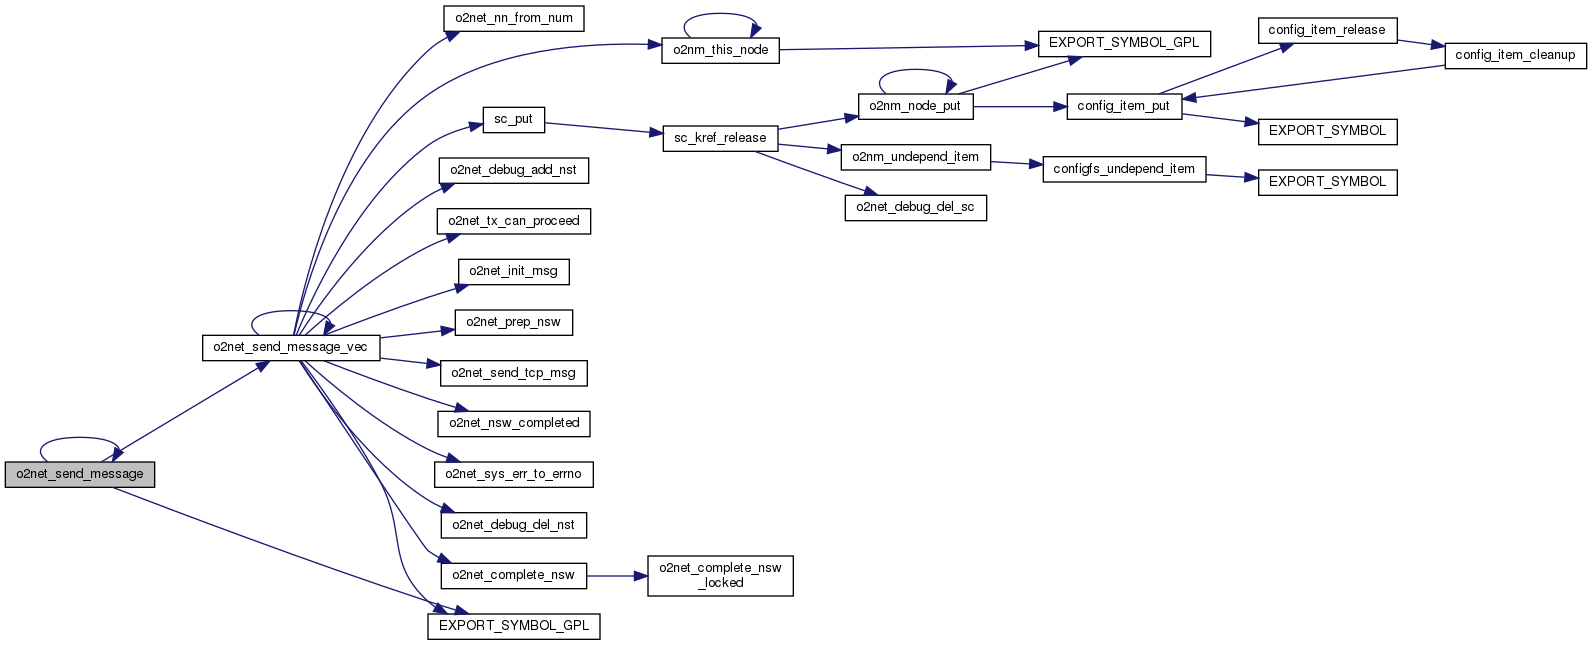 o2net_nn_from_num
o2nm_this_node
EXPORT_SYMBOL_GPL
config_item_release
config_item_cleanup
sc_put
o2nm_node_put
config_item_put
sc_kref_release
EXPORT_SYMBOL
o2net_debug_add_nst
o2nm_undepend_item
configfs_undepend_item
EXPORT_SYMBOL
o2net_tx_can_proceed
o2net_debug_del_sc
o2net_init_msg
o2net_prep_nsw
o2net_send_message_vec
o2net_send_tcp_msg
o2net_nsw_completed
o2net_send_message
o2net_sys_err_to_errno
o2net_debug_del_nst
o2net_complete_nsw
o2net_complete_nsw
_locked
EXPORT_SYMBOL_GPL